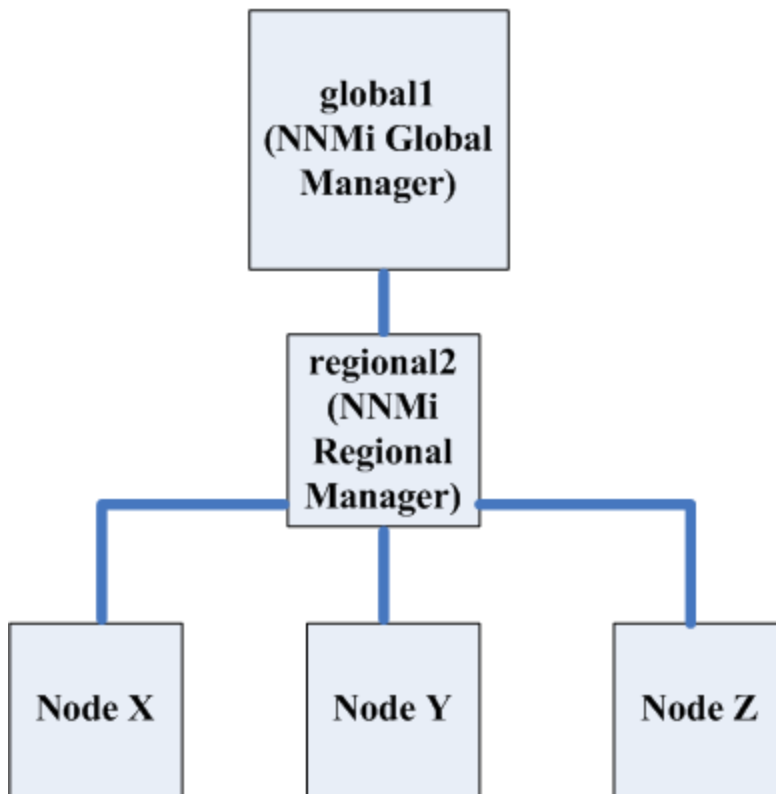 global1
(NNMi Global
Manager)
regional2
(NNMi
Regional
Manager)
Node X
Node Y
Node Z